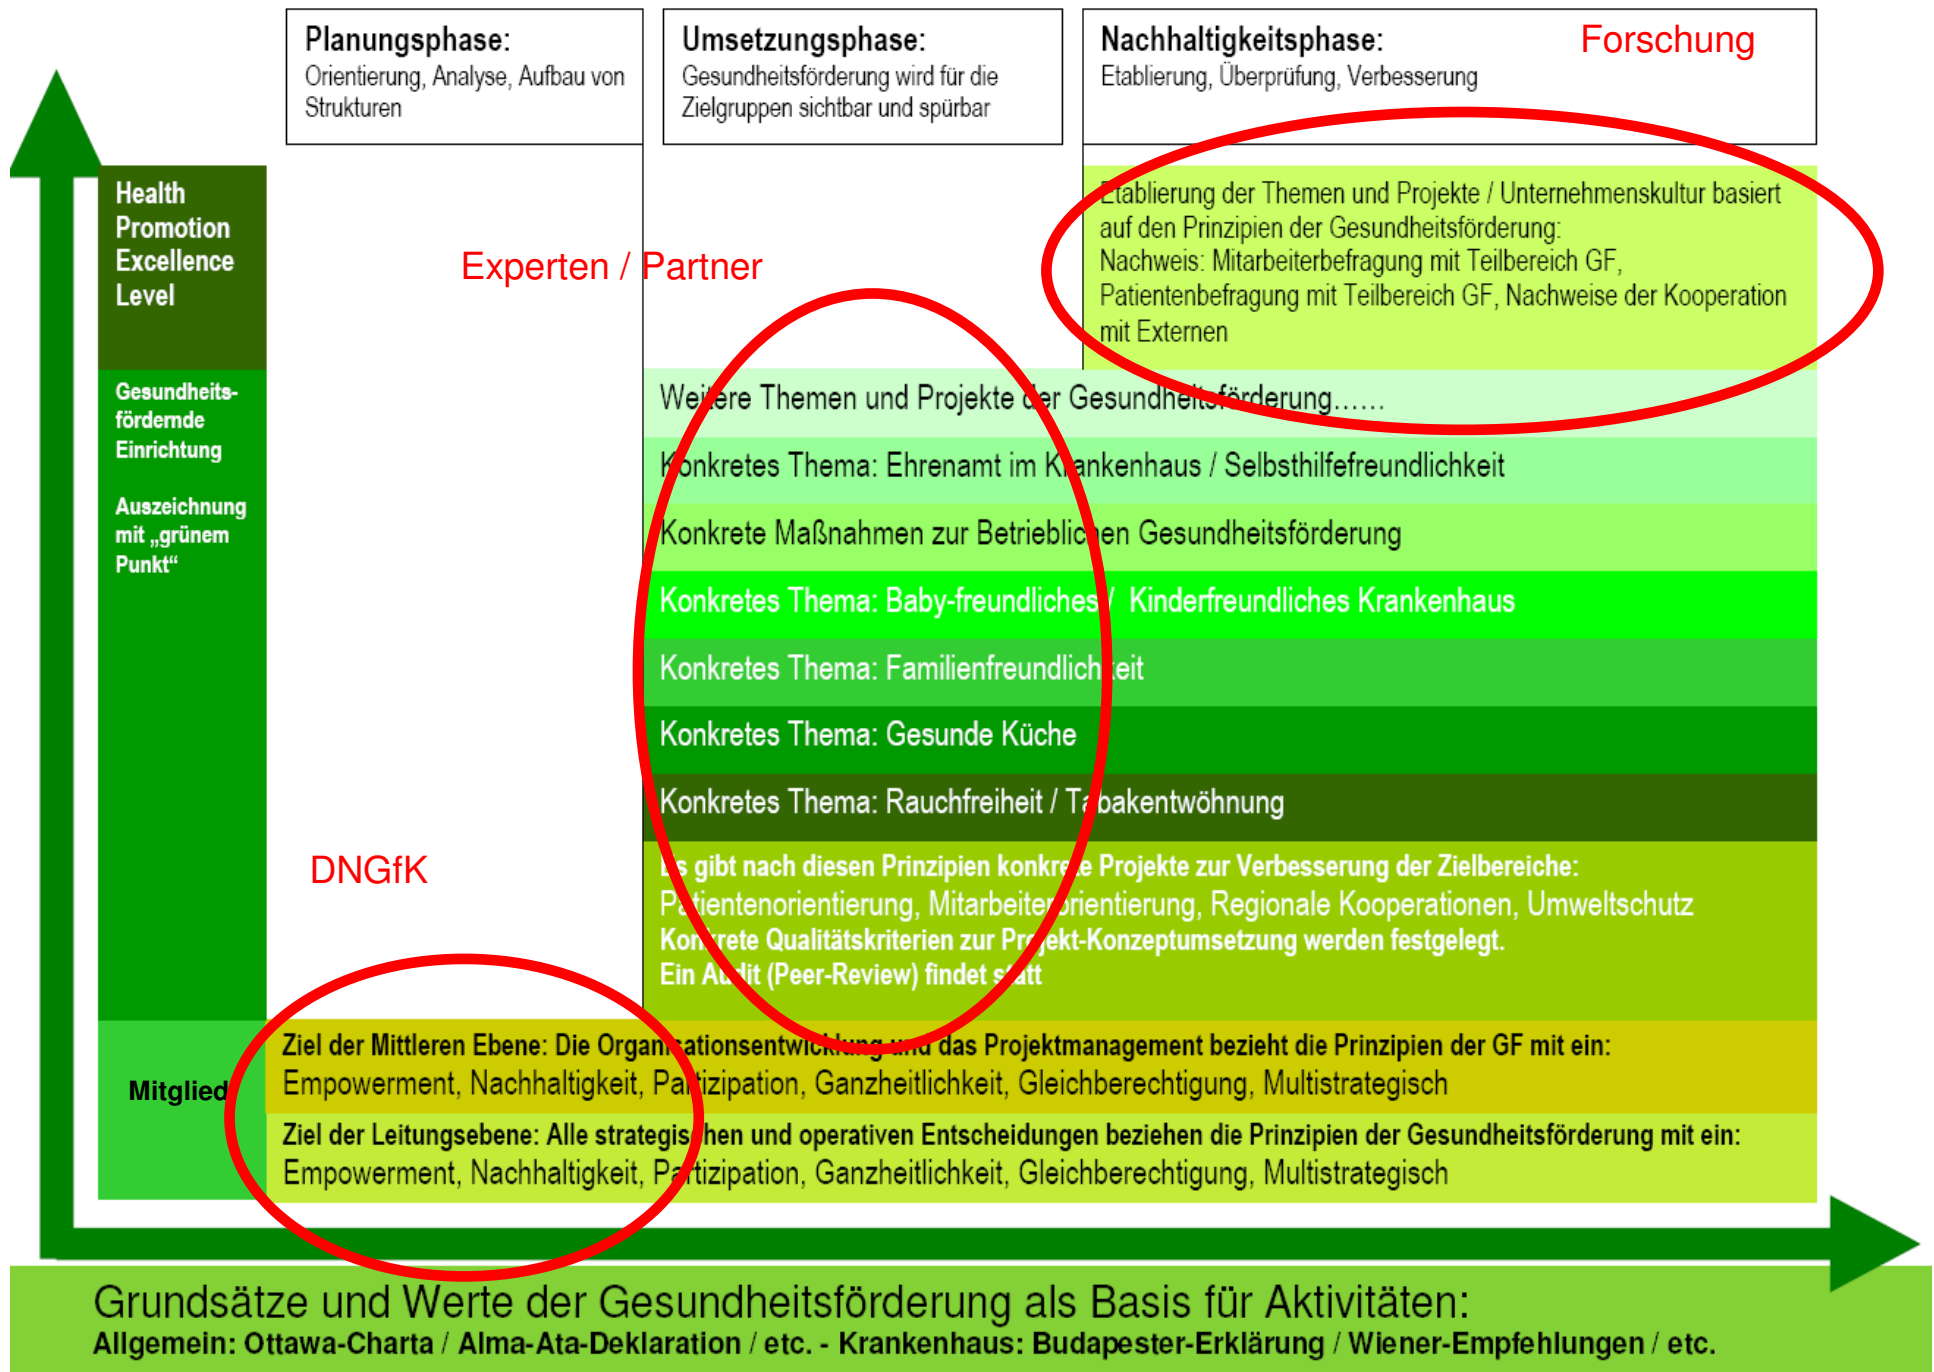 Planungsphase:
Orientierung, Analyse, Aufbau von
Strukturen
Umsetzungsphase:
Gesundheitsförderung wird für die
Zielgruppen sichtbar und spürbar
Nachhaltigkeitsphase:
Etablierung, Überprüfung, Verbesserung
Forschung
Health
Promotion
Excellence
Level
Experten / Partner
Etablierung der Themen und Projekte / Unternehmenskultur basiert
auf den Prinzipien der Gesundheitsförderung:
Nachweis: Mitarbeiterbefragung mit Teilbereich GF,
Patientenbefragung mit Teilbereich GF, Nachweise der Kooperation
mit Externen
Gesundheits-
fördernde
Einrichtung
Auszeichnung
mit „grünem
Punkt“
Weitere Themen und Projekte der Gesundheitsförderung......
Konkretes Thema: Ehrenamt im Krankenhaus / Selbsthilfefreundlichkeit
Konkrete Maßnahmen zur Betrieblichen Gesundheitsförderung
Konkretes Thema: Baby-freundliches / Kinderfreundliches Krankenhaus
Konkretes Thema: Familienfreundlichkeit
Konkretes Thema: Gesunde Küche
Konkretes Thema: Rauchfreiheit / Tabakentwöhnung
DNGfK
Es gibt nach diesen Prinzipien konkrete Projekte zur Verbesserung der Zielbereiche:
Patientenorientierung, Mitarbeiterorientierung, Regionale Kooperationen, Umweltschutz
Konkrete Qualitätskriterien zur Projekt-Konzeptumsetzung werden festgelegt.
Ein Audit (Peer-Review) findet statt
Mitglied
Ziel der Mittleren Ebene: Die Organisationsentwicklung und das Projektmanagement bezieht die Prinzipien der GF mit ein:
Empowerment, Nachhaltigkeit, Partizipation, Ganzheitlichkeit, Gleichberechtigung, Multistrategisch
Ziel der Leitungsebene: Alle strategischen und operativen Entscheidungen beziehen die Prinzipien der Gesundheitsförderung mit ein:
Empowerment, Nachhaltigkeit, Partizipation, Ganzheitlichkeit, Gleichberechtigung, Multistrategisch
Grundsätze und Werte der Gesundheitsförderung als Basis für Aktivitäten:
Allgemein: Ottawa-Charta / Alma-Ata-Deklaration / etc. - Krankenhaus: Budapester-Erklärung / Wiener-Empfehlungen / etc.